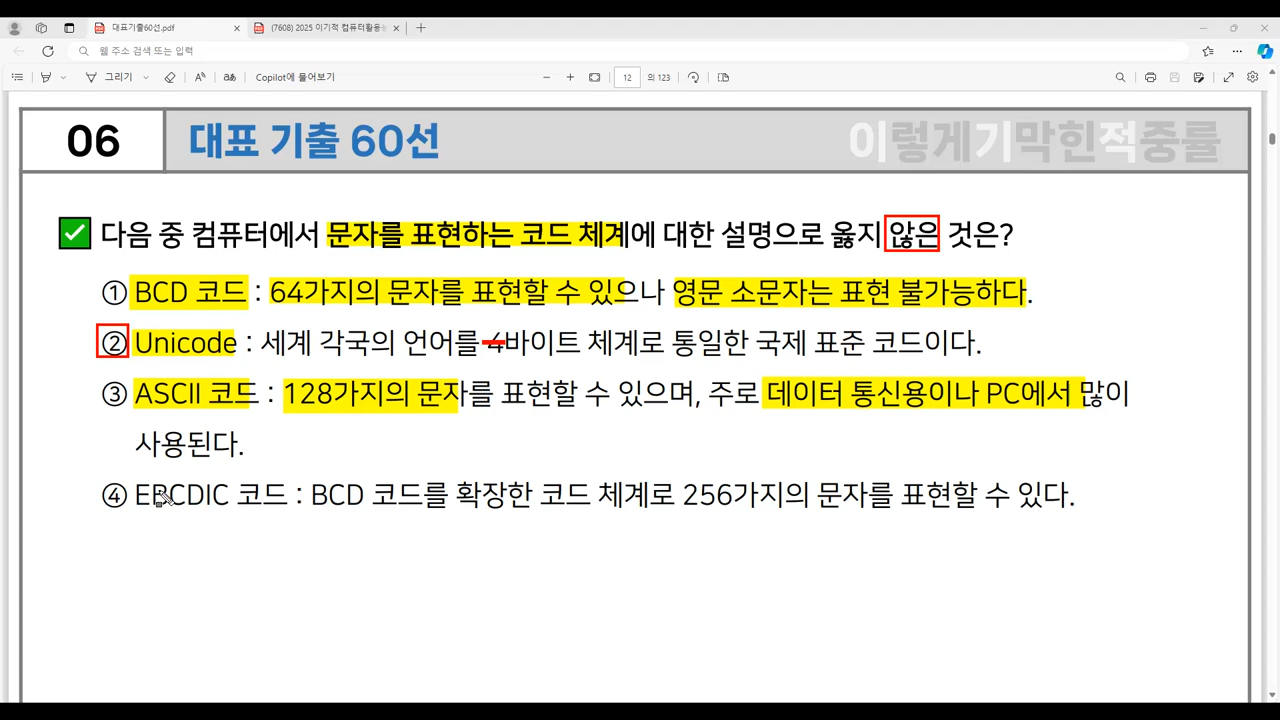 대표기출60선.pdf
(7608) 2025 이기적 컴퓨터활용능
웹 주소 검색 또는 입력
그리기
Copilot에 물어보기
12 의 123
06 대표 기출 60선 이렇게기막힌적중률
다음 중 컴퓨터에서 문자를 표현하는 코드 체계에 대한 설명으로 옳지 않은 것은?
① BCD 코드 : 64가지의 문자를 표현할 수 있으나 영문 소문자는 표현 불가능하다.
② Unicode : 세계 각국의 언어를 4바이트 체계로 통일한 국제 표준 코드이다.
③ ASCII 코드 : 128가지의 문자를 표현할 수 있으며, 주로 데이터 통신용이나 PC에서 많이
사용된다.
④ EBCDIC 코드 : BCD 코드를 확장한 코드 체계로 256가지의 문자를 표현할 수 있다.